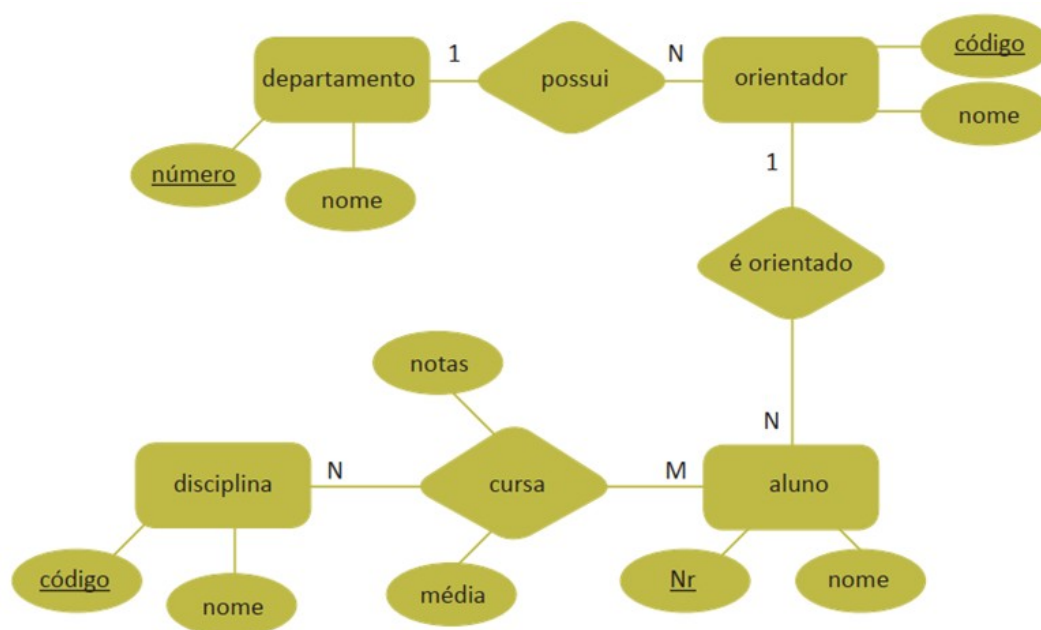 departamento
1
possui
N
orientador
código
nome
número
nome
1
é orientado
notas
N
disciplina
N
cursa
M
aluno
código
nome
média
Nr
nome